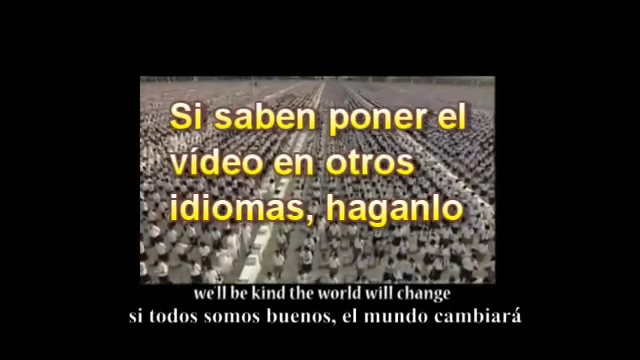 Si saben poner el
vídeo en otros
idiomas, haganlo
we'll be kind the world will change
si todos somos buenos, el mundo cambiará